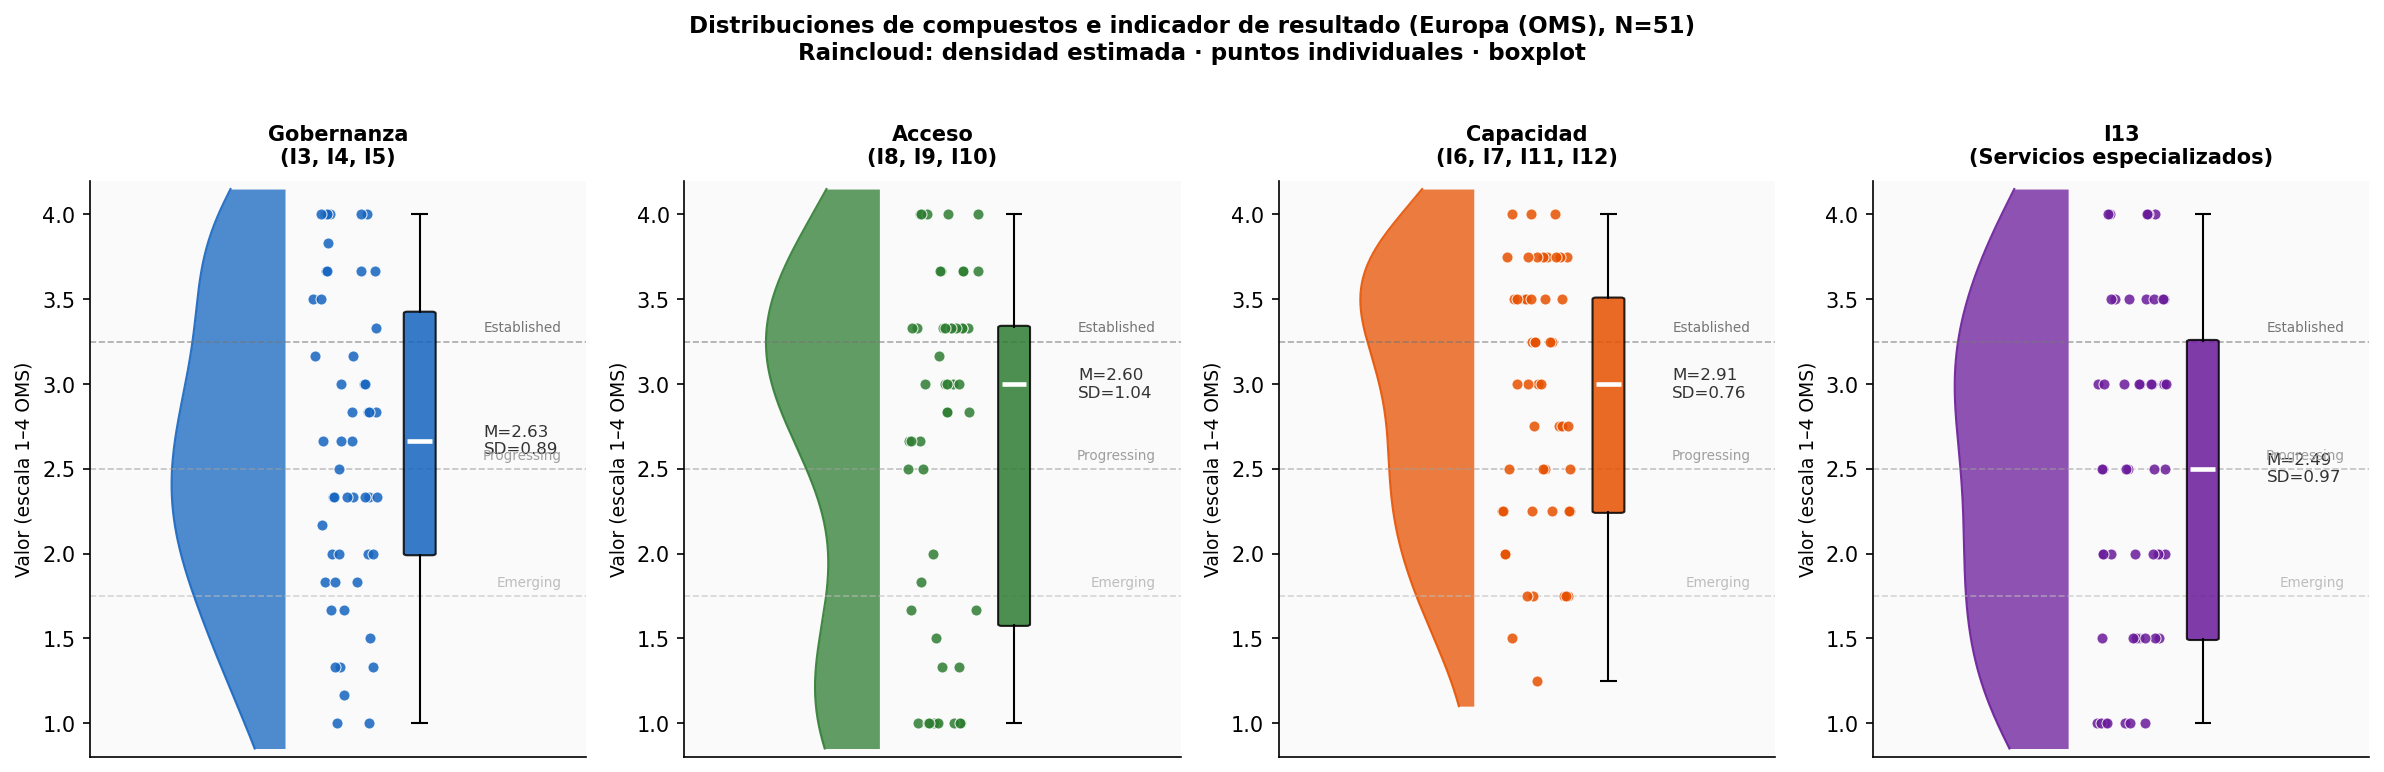 Distribuciones de compuestos e indicador de resultado (Europa (OMS), N=51)
Raincloud: densidad estimada · puntos individuales · boxplot
Gobernanza
(I3, I4, I5)
Valor (escala 1–4 OMS)
4.0
3.5
3.0
2.5
2.0
1.5
1.0
Established
M=2.63
SD=0.89
Progressing
Emerging
Acceso
(I8, I9, I10)
Valor (escala 1–4 OMS)
4.0
3.5
3.0
2.5
2.0
1.5
1.0
Established
M=2.60
SD=1.04
Progressing
Emerging
Capacidad
(I6, I7, I11, I12)
Valor (escala 1–4 OMS)
4.0
3.5
3.0
2.5
2.0
1.5
1.0
Established
M=2.91
SD=0.76
Progressing
Emerging
I13
(Servicios especializados)
Valor (escala 1–4 OMS)
4.0
3.5
3.0
2.5
2.0
1.5
1.0
Established
Progressing
M=2.49
SD=0.97
Emerging